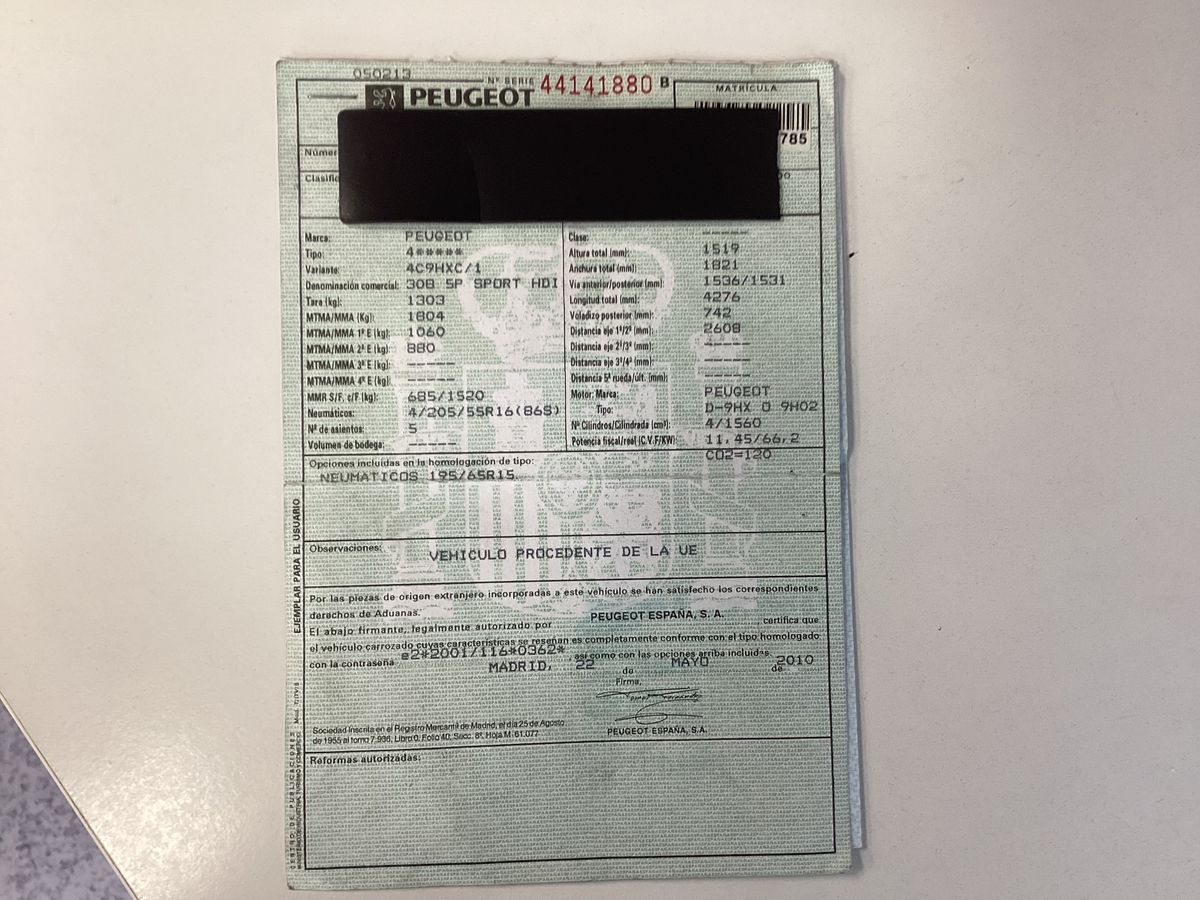 050213
Nº SERIE 44141880 B
MATRÍCULA
PEUGEOT
785
Númer
Clasific
Marca: PEUGEOT
Tipo: 4*****
Variante: 4C9HXC/1
Denominación comercial: 308 5P SPORT HDI
Tara (kg): 1303
MTMA/MMA (Kg): 1804
MTMA/MMA 1º E (kg): 1060
MTMA/MMA 2º E (kg): 880
MTMA/MMA 3º E (kg): -----
MTMA/MMA 4º E (kg): -----
MMR S/F. c/F (kg): 685/1520
Neumáticos: 4/205/55R16(86S)
Nº de asientos: 5
Volumen de bodega: -----
Clase: -----
Altura total (mm): 1519
Anchura total (mm): 1821
Vía anterior/posterior (mm): 1536/1531
Longitud total (mm): 4276
Voladizo posterior (mm): 742
Distancia eje 1º/2º (mm): 2608
Distancia eje 2º/3º (mm): -----
Distancia eje 3º/4º (mm): -----
Distancia 5ª rueda/últ. (mm): -----
Motor: Marca: PEUGEOT
Tipo: D-9HX O 9H02
Nº Cilindros/Cilindrada (cm³): 4/1560
Potencia fiscal/real (C.V.F/KW): 11,45/66,2
CO2=120
Opciones incluidas en la homologación de tipo:
NEUMATICOS 195/65R15.
Observaciones: VEHICULO PROCEDENTE DE LA UE
Por las piezas de origen extranjero incorporadas a este vehículo se han satisfecho los correspondientes
derechos de Aduanas.
El abajo firmante, legalmente autorizado por PEUGEOT ESPAÑA, S. A. , certifica que
el vehículo carrozado cuyas características se reseñan es completamente conforme con el tipo homologado
con la contraseña e2*2001/116*0362* , así como con las opciones arriba incluidas.
MADRID, 22 de MAYO de 2010
Firma,
PEUGEOT ESPAÑA, S.A.
Sociedad inscrita en el Registro Mercantil de Madrid, el día 25 de Agosto
de 1955 al tomo 7.936, Libro 0, Folio 40, Secc. 8ª. Hoja M-61.077
Reformas autorizadas:
EJEMPLAR PARA EL USUARIO
CENTRO DE PUBLICACIONES
MINISTERIO DE INDUSTRIA, TURISMO Y COMERCIO